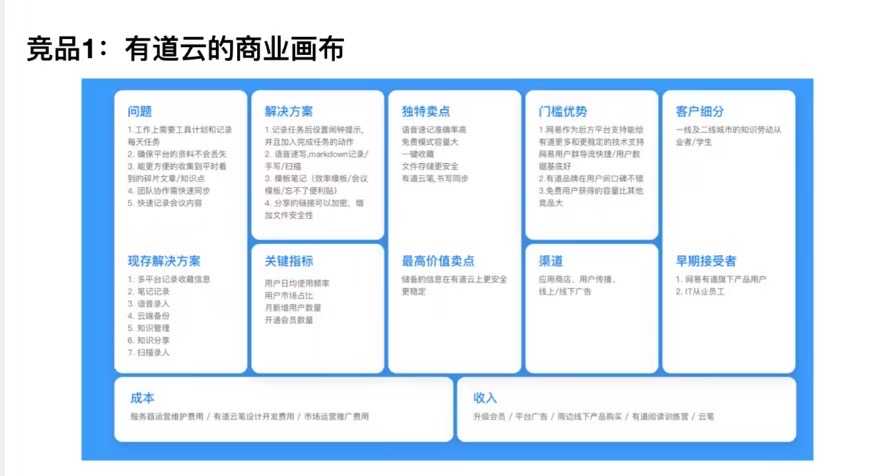 竞品1：有道云的商业画布
问题
1.工作上需要工具计划和记录
每天任务
2. 确保平台的资料不会丢失
3. 能更方便的收集到平时看
到的碎片文章/知识点
4. 团队协作需快速同步
5. 快速记录会议内容
现存解决方案
1. 多平台记录收藏信息
2. 笔记记录
3. 语音录入
4. 云端备份
5. 知识管理
6. 知识分享
7. 扫描录入
解决方案
1.记录任务后设置闹钟提示,
并且加入完成任务的动作
2. 语音速写,markdown记录/
手写/扫描
3. 模板笔记（效率模板/会议
模板/忘不了便利贴）
4. 分享的链接可以加密，增
加文件安全性
关键指标
用户日均使用频率
用户市场占比
月新增用户数量
开通会员数量
独特卖点
语音速记准确率高
免费模式容量大
一键收藏
文件存储更安全
有道云笔,书写同步
最高价值卖点
储备的信息在有道云上更安全
更稳定
门槛优势
1.网易作为后方平台支持能给
有道更多和更稳定的技术支持
网易用户群导流快捷/用户数
据基底好
2.有道品牌在用户间口碑不错
3.免费用户获得的容量比其他
竞品大
渠道
应用商店、用户传播、
线上/线下广告
客户细分
一线及二线城市的知识劳动从
业者/学生
早期接受者
1. 网易有道旗下产品用户
2. IT从业员工
成本
服务器运营维护费用 / 有道云笔设计开发费用 / 市场运营推广费用
收入
升级会员 / 平台广告 / 周边线下产品购买 / 有道阅读训练营 / 云笔